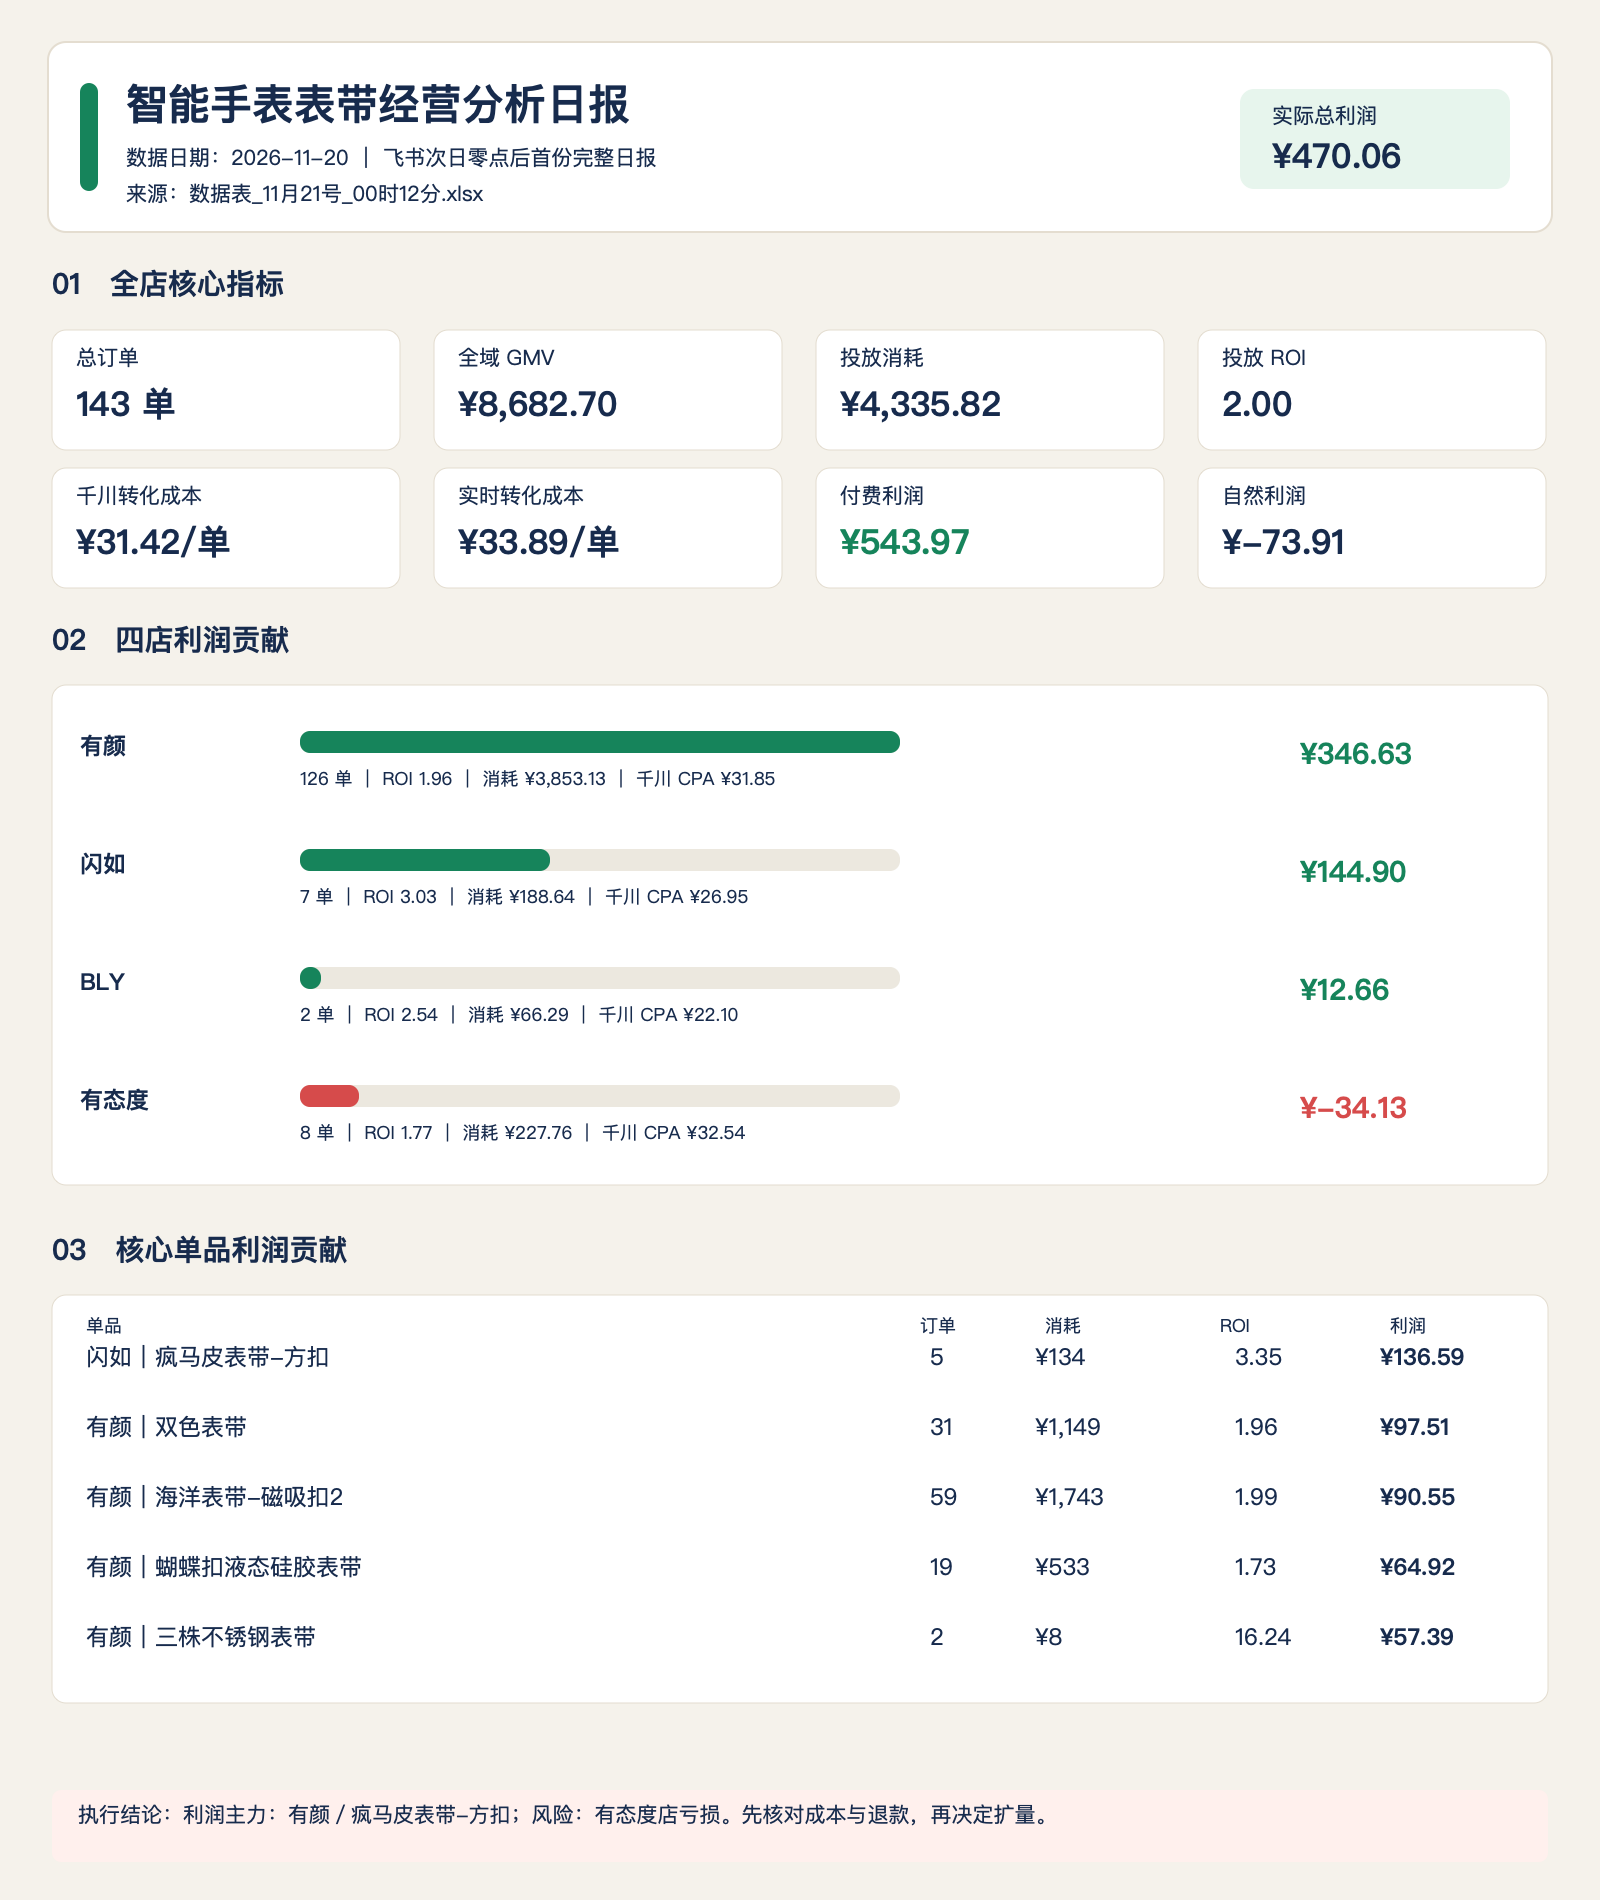 智能手表表带经营分析日报
数据日期：2026-11-20 ｜ 飞书次日零点后首份完整日报
来源：数据表_11月21号_00时12分.xlsx
实际总利润
¥470.06
01 全店核心指标
总订单
143 单
全域 GMV
¥8,682.70
投放消耗
¥4,335.82
投放 ROI
2.00
千川转化成本
¥31.42/单
实时转化成本
¥33.89/单
付费利润
¥543.97
自然利润
¥-73.91
02 四店利润贡献
有颜
¥346.63
126 单 ｜ ROI 1.96 ｜ 消耗 ¥3,853.13 ｜ 千川 CPA ¥31.85
闪如
¥144.90
7 单 ｜ ROI 3.03 ｜ 消耗 ¥188.64 ｜ 千川 CPA ¥26.95
BLY
¥12.66
2 单 ｜ ROI 2.54 ｜ 消耗 ¥66.29 ｜ 千川 CPA ¥22.10
有态度
¥-34.13
8 单 ｜ ROI 1.77 ｜ 消耗 ¥227.76 ｜ 千川 CPA ¥32.54
03 核心单品利润贡献
单品 订单 消耗 ROI 利润
闪如｜疯马皮表带-方扣 5 ¥134 3.35 ¥136.59
有颜｜双色表带 31 ¥1,149 1.96 ¥97.51
有颜｜海洋表带-磁吸扣2 59 ¥1,743 1.99 ¥90.55
有颜｜蝴蝶扣液态硅胶表带 19 ¥533 1.73 ¥64.92
有颜｜三株不锈钢表带 2 ¥8 16.24 ¥57.39
执行结论：利润主力：有颜 / 疯马皮表带-方扣；风险：有态度店亏损。先核对成本与退款，再决定扩量。